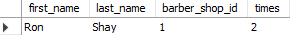 first_name last_name barber_shop_id times
Ron Shay 1 2